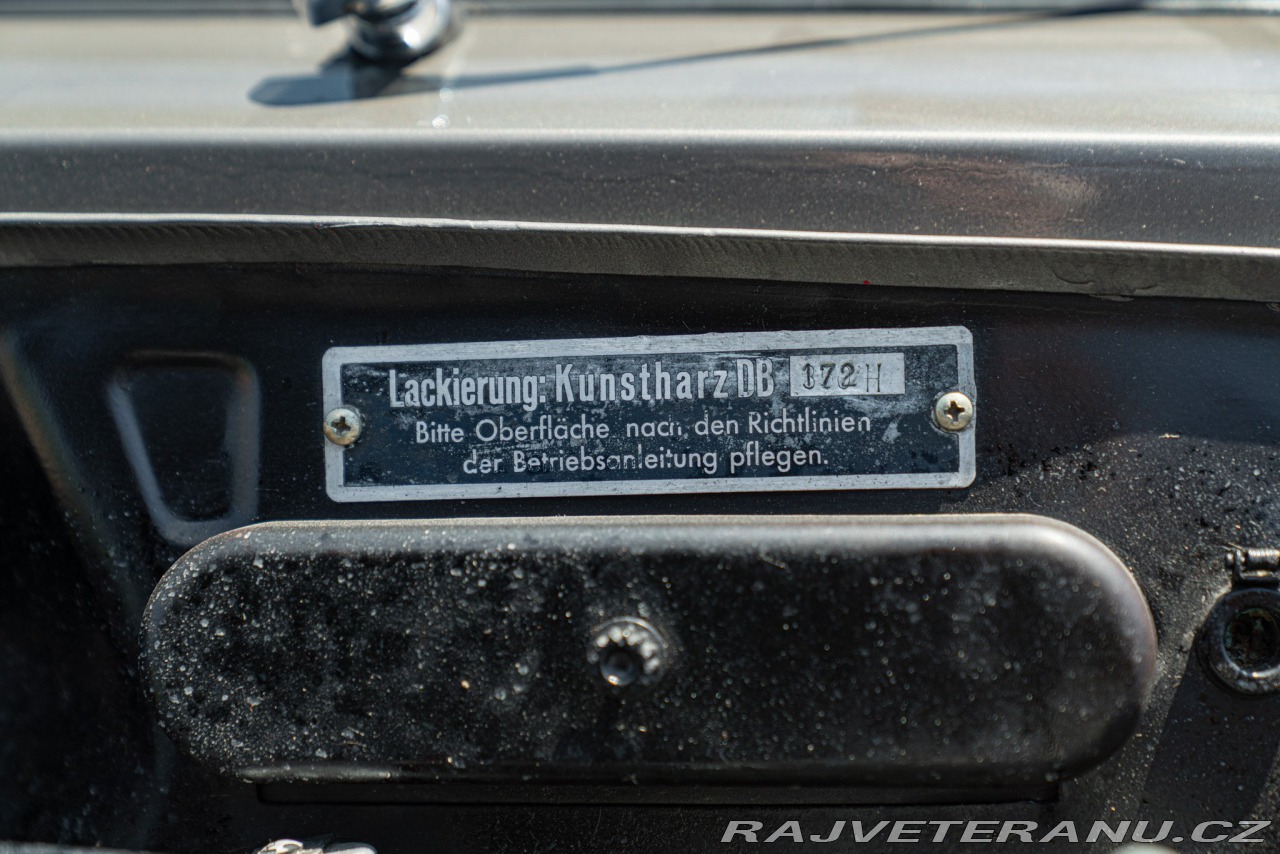 Lackierung: Kunstharz DB 172 H
Bitte Oberfläche nach den Richtlinien
der Betriebsanleitung pflegen.
RAJVETERANU.CZ